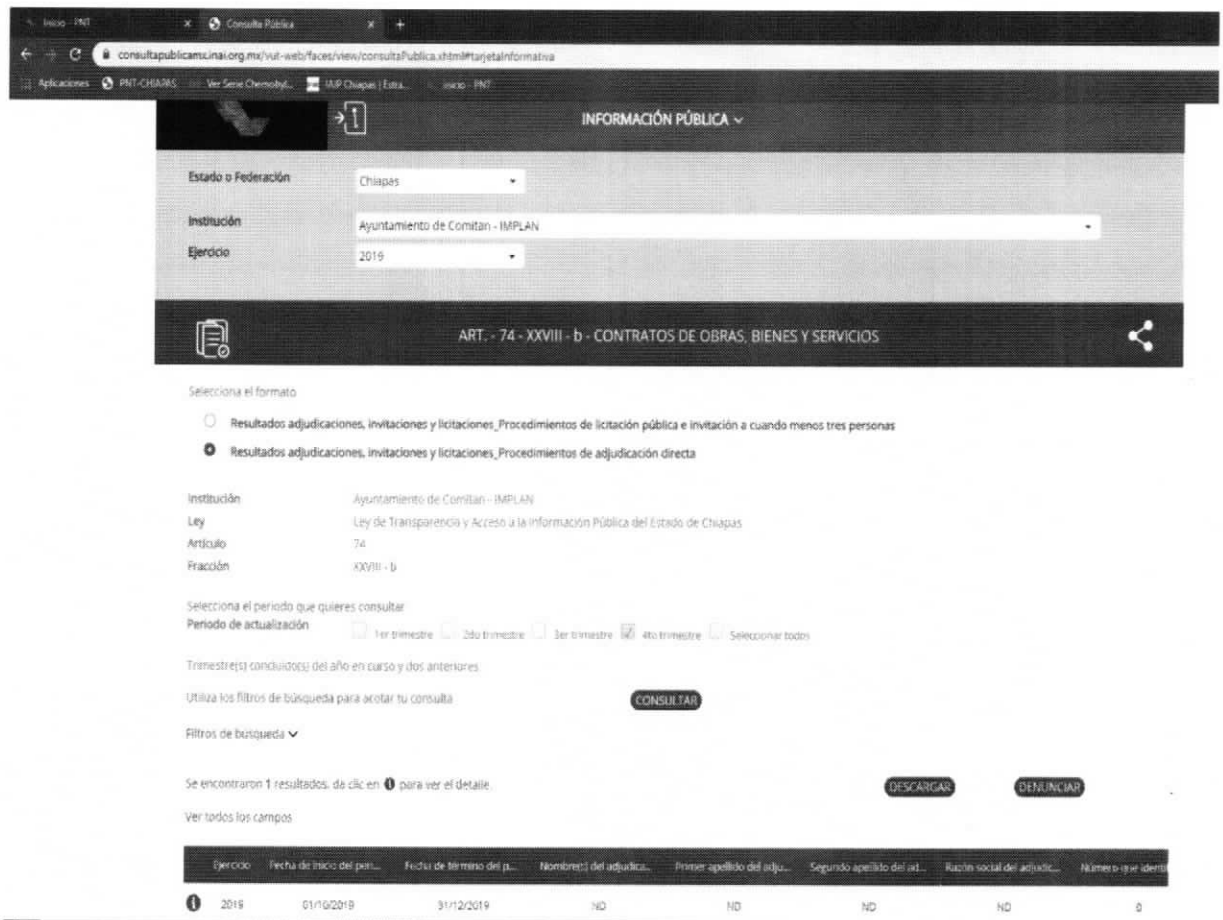 Inicio - PNT
Consulta Pública
consultapublicamx.inai.org.mx/vut-web/faces/view/consultaPublica.xhtml#tarjetaInformativa
Aplicaciones PNT-CHIAPAS Ver Serie Chernobyl... Inicio - PNT
INFORMACIÓN PÚBLICA
Estado o Federación Chiapas
Institución Ayuntamiento de Comitan - IMPLAN
Ejercicio 2019
ART. - 74 - XXVIII - b - CONTRATOS DE OBRAS, BIENES Y SERVICIOS
Selecciona el formato
Resultados adjudicaciones, invitaciones y licitaciones_Procedimientos de licitación pública e invitación a cuando menos tres personas
Resultados adjudicaciones, invitaciones y licitaciones_Procedimientos de adjudicación directa
Institución Ayuntamiento de Comitan - IMPLAN
Ley Ley de Transparencia y Acceso a la Información Pública del Estado de Chiapas
Artículo 74
Fracción XXVIII - b
Selecciona el periodo que quieres consultar
Periodo de actualización 1er trimestre 2do trimestre 3er trimestre 4to trimestre Seleccionar todos
Trimestre(s) concluido(s) del año en curso y dos anteriores
Utiliza los filtros de búsqueda para acotar tu consulta CONSULTAR
Filtros de busqueda
Se encontraron 1 resultados, da clic en para ver el detalle. DESCARGAR DENUNCIAR
Ver todos los campos
Ejercicio Fecha de inicio del peri... Fecha de término del p... Nombre(s) del adjudica... Primer apellido del adju... Segundo apellido del ad... Razón social del adjudic... Número que identi
2019 01/10/2019 31/12/2019 ND ND ND ND 0